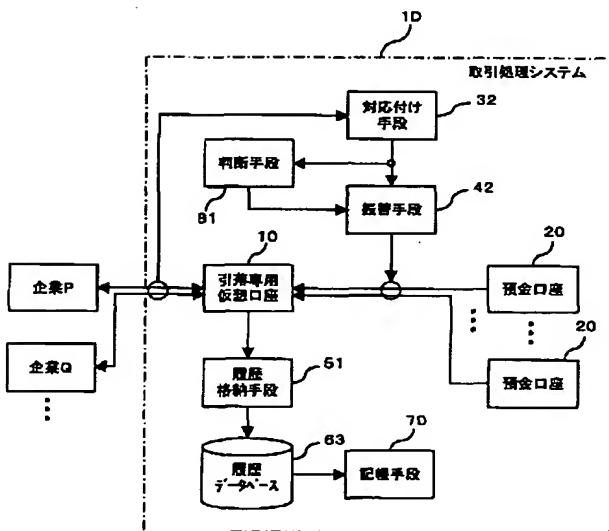 1D
取引処理システム
対応付け
手段
32
判断手段
81
振替手段
42
10
20
企業P
引落専用
仮想口座
預金口座
企業Q
履歴
格納手段
51
20
預金口座
履歴
データベース
63
70
記帳手段